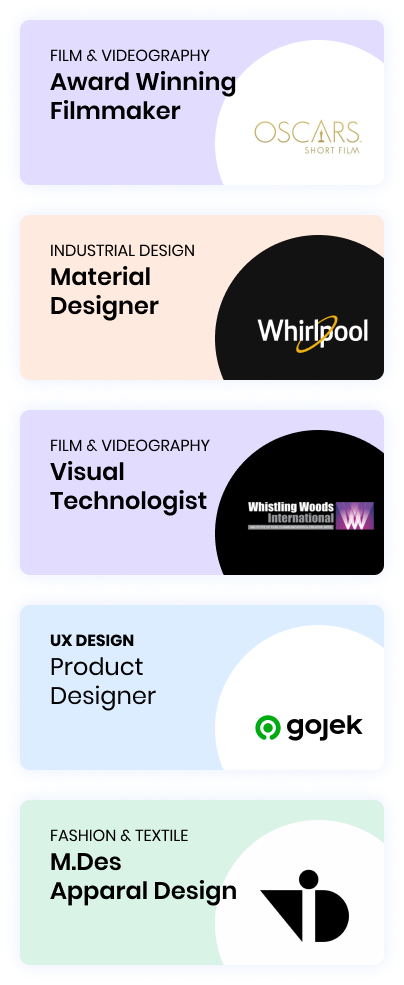 FILM & VIDEOGRAPHY
Award Winning
Filmmaker
OSCARS.
SHORT FILM
INDUSTRIAL DESIGN
Material
Designer
Whirlpool
FILM & VIDEOGRAPHY
Visual
Technologist
Whistling Woods
International
UX DESIGN
Product
Designer
gojek
FASHION & TEXTILE
M.Des
Apparal Design